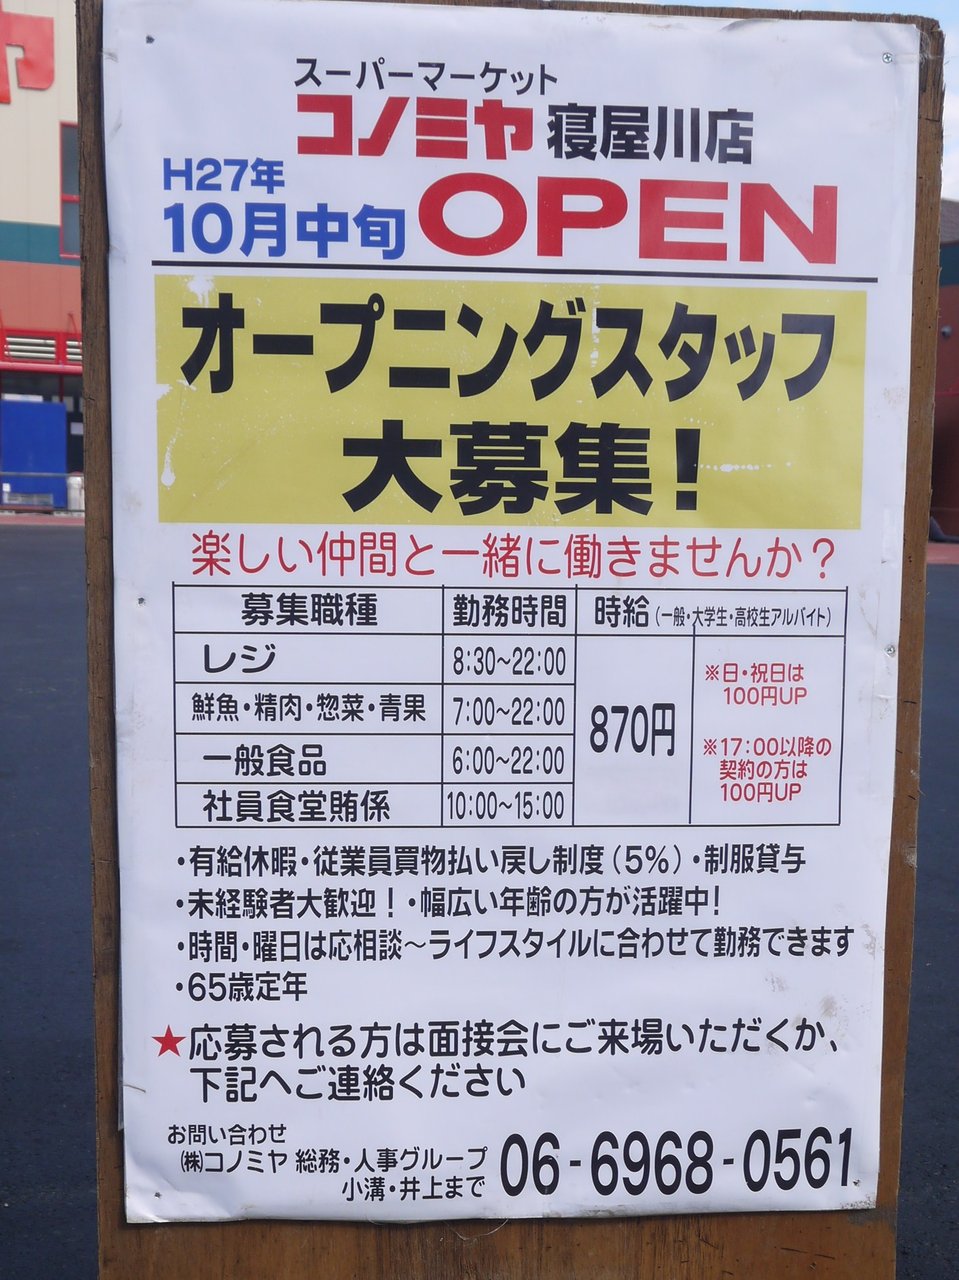 スーパーマーケット
コノミヤ 寝屋川店
H27年
10月中旬 OPEN
オープニングスタッフ
大募集！
楽しい仲間と一緒に働きませんか？
募集職種 勤務時間 時給（一般・大学生・高校生アルバイト）
レジ 8:30～22:00
鮮魚・精肉・惣菜・青果 7:00～22:00
一般食品 6:00～22:00
社員食堂賄係 10:00～15:00
870円
※日・祝日は
100円UP
※17:00以降の
契約の方は
100円UP
・有給休暇・従業員買物払い戻し制度（5%）・制服貸与
・未経験者大歓迎！・幅広い年齢の方が活躍中！
・時間・曜日は応相談～ライフスタイルに合わせて勤務できます
・65歳定年
★応募される方は面接会にご来場いただくか、
下記へご連絡ください
お問い合わせ
㈱コノミヤ 総務・人事グループ
小溝・井上まで
06-6968-0561